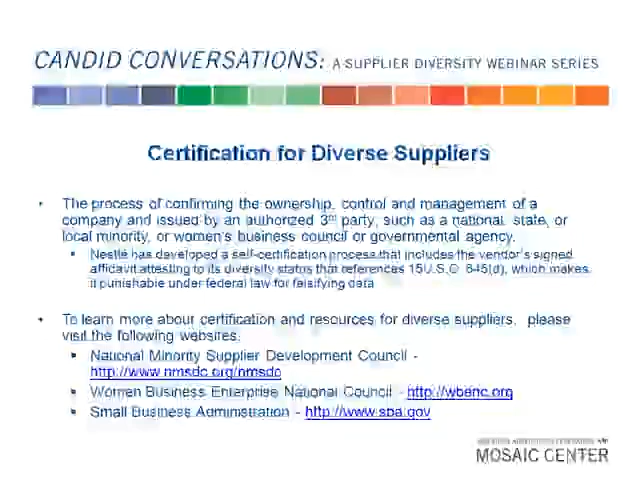 CANDID CONVERSATIONS: A SUPPLIER DIVERSITY WEBINAR SERIES
Certification for Diverse Suppliers
• The process of confirming the ownership, control and management of a
company and issued by an authorized 3rd party, such as a national, state, or
local minority, or women's business council or governmental agency.
• Nestlé has developed a self-certification process that includes the vendor's signed
affidavit attesting to its diversity status that references 15U.S.C. 645(d), which makes
it punishable under federal law for falsifying data
• To learn more about certification and resources for diverse suppliers, please
visit the following websites.
• National Minority Supplier Development Council -
http://www.nmsdc.org/nmsdc
• Women Business Enterprise National Council - http://wbenc.org
• Small Business Administration - http://www.sba.gov
AMERICAN ADVERTISING FEDERATION
MOSAIC CENTER